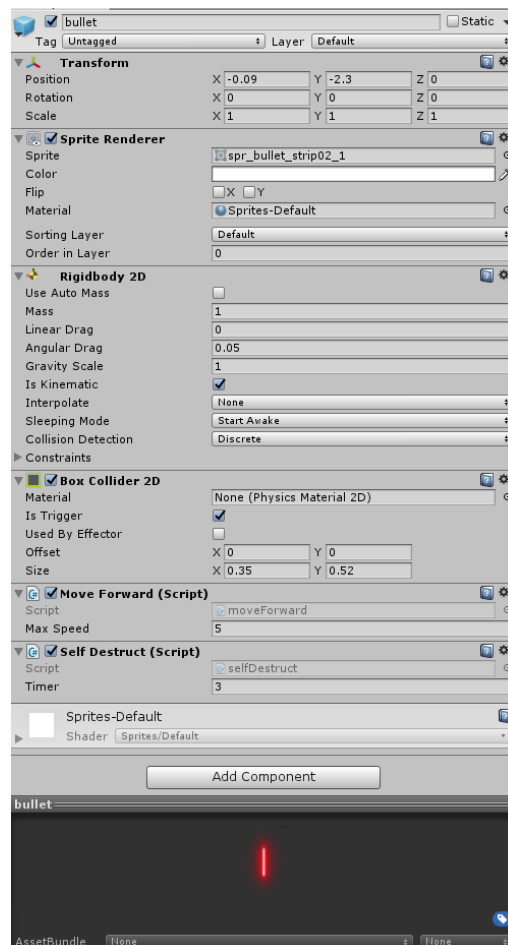 bullet Static
Tag Untagged Layer Default
Transform
Position X -0.09 Y -2.3 Z 0
Rotation X 0 Y 0 Z 0
Scale X 1 Y 1 Z 1
Sprite Renderer
Sprite spr_bullet_strip02_1
Color
Flip X Y
Material Sprites-Default
Sorting Layer Default
Order in Layer 0
Rigidbody 2D
Use Auto Mass
Mass 1
Linear Drag 0
Angular Drag 0.05
Gravity Scale 1
Is Kinematic
Interpolate None
Sleeping Mode Start Awake
Collision Detection Discrete
Constraints
Box Collider 2D
Material None (Physics Material 2D)
Is Trigger
Used By Effector
Offset X 0 Y 0
Size X 0.35 Y 0.52
Move Forward (Script)
Script moveForward
Max Speed 5
Self Destruct (Script)
Script selfDestruct
Timer 3
Sprites-Default
Shader Sprites/Default
Add Component
bullet
AssetBundle None None